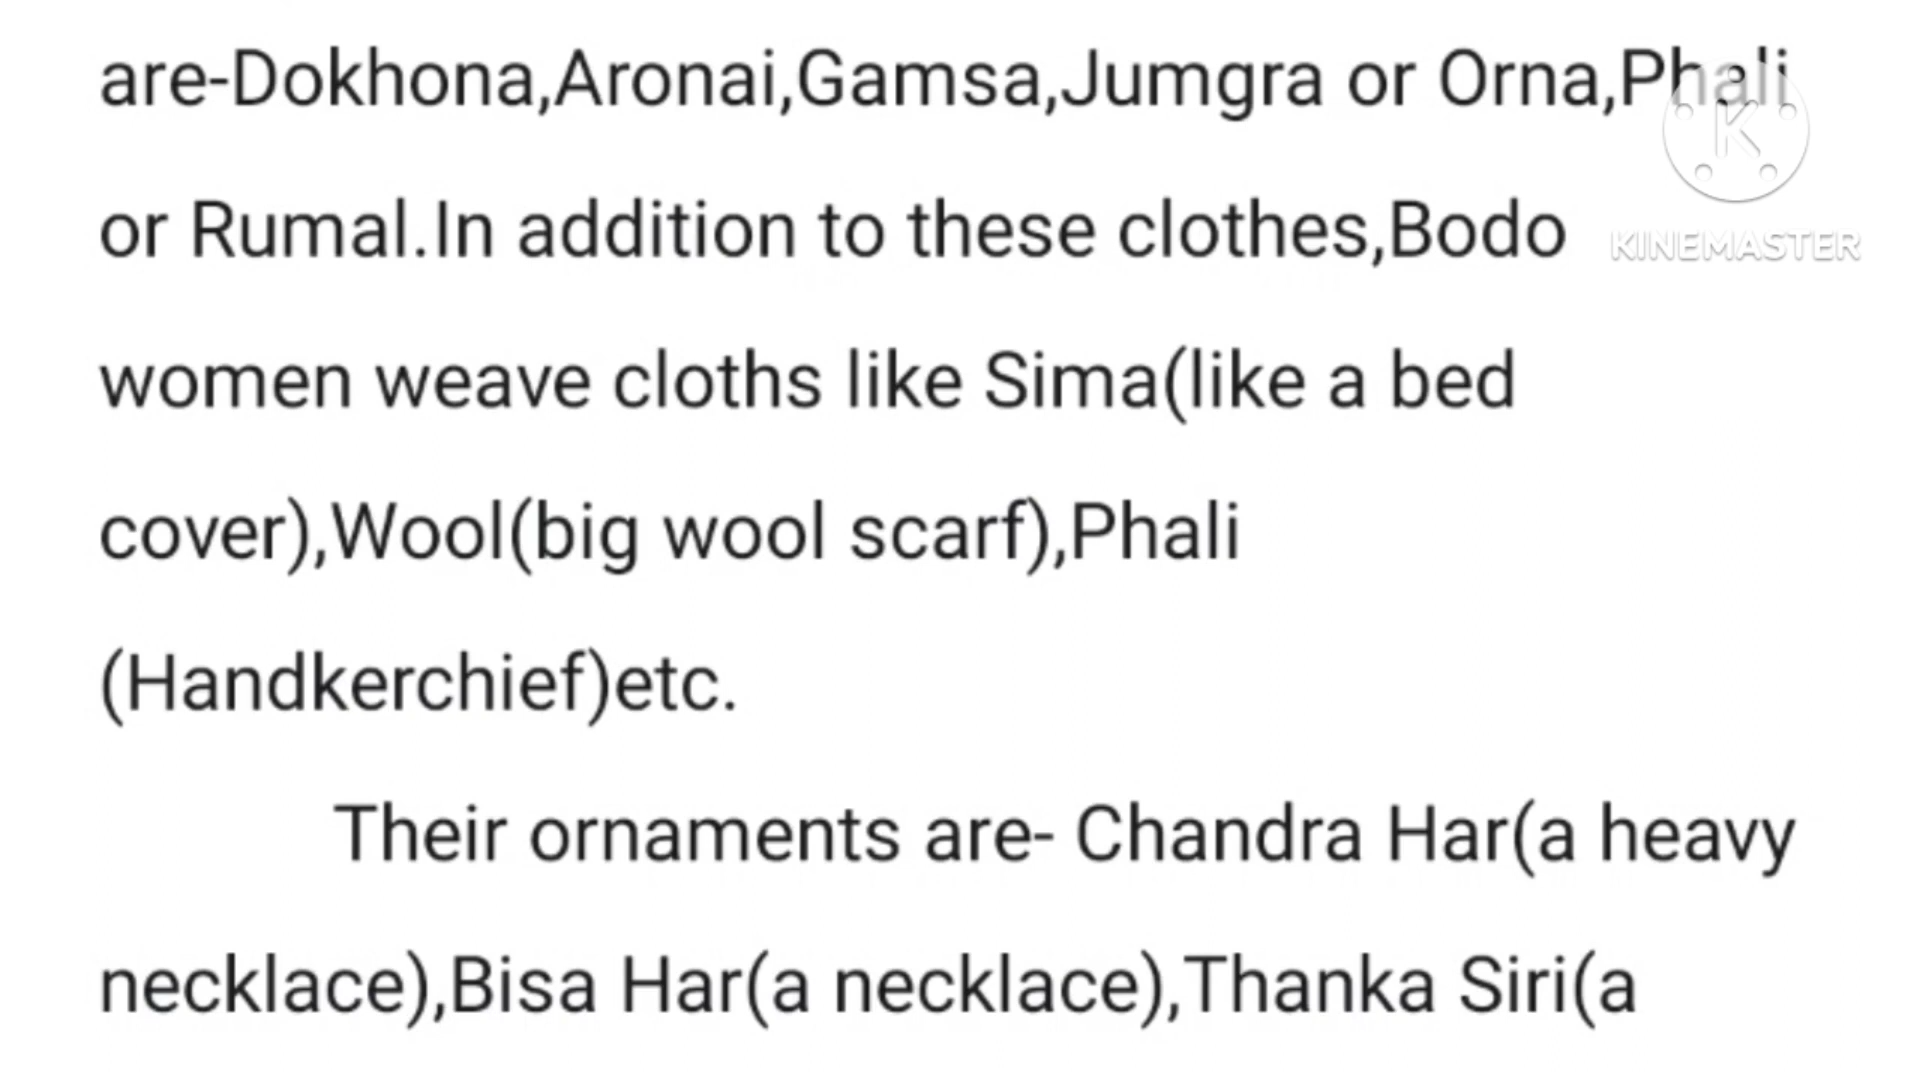 are-Dokhona,Aronai,Gamsa,Jumgra or Orna,Phali
or Rumal.In addition to these clothes,Bodo
KINEMASTER
women weave cloths like Sima(like a bed
cover),Wool(big wool scarf),Phali
(Handkerchief)etc.
Their ornaments are- Chandra Har(a heavy
necklace),Bisa Har(a necklace),Thanka Siri(a